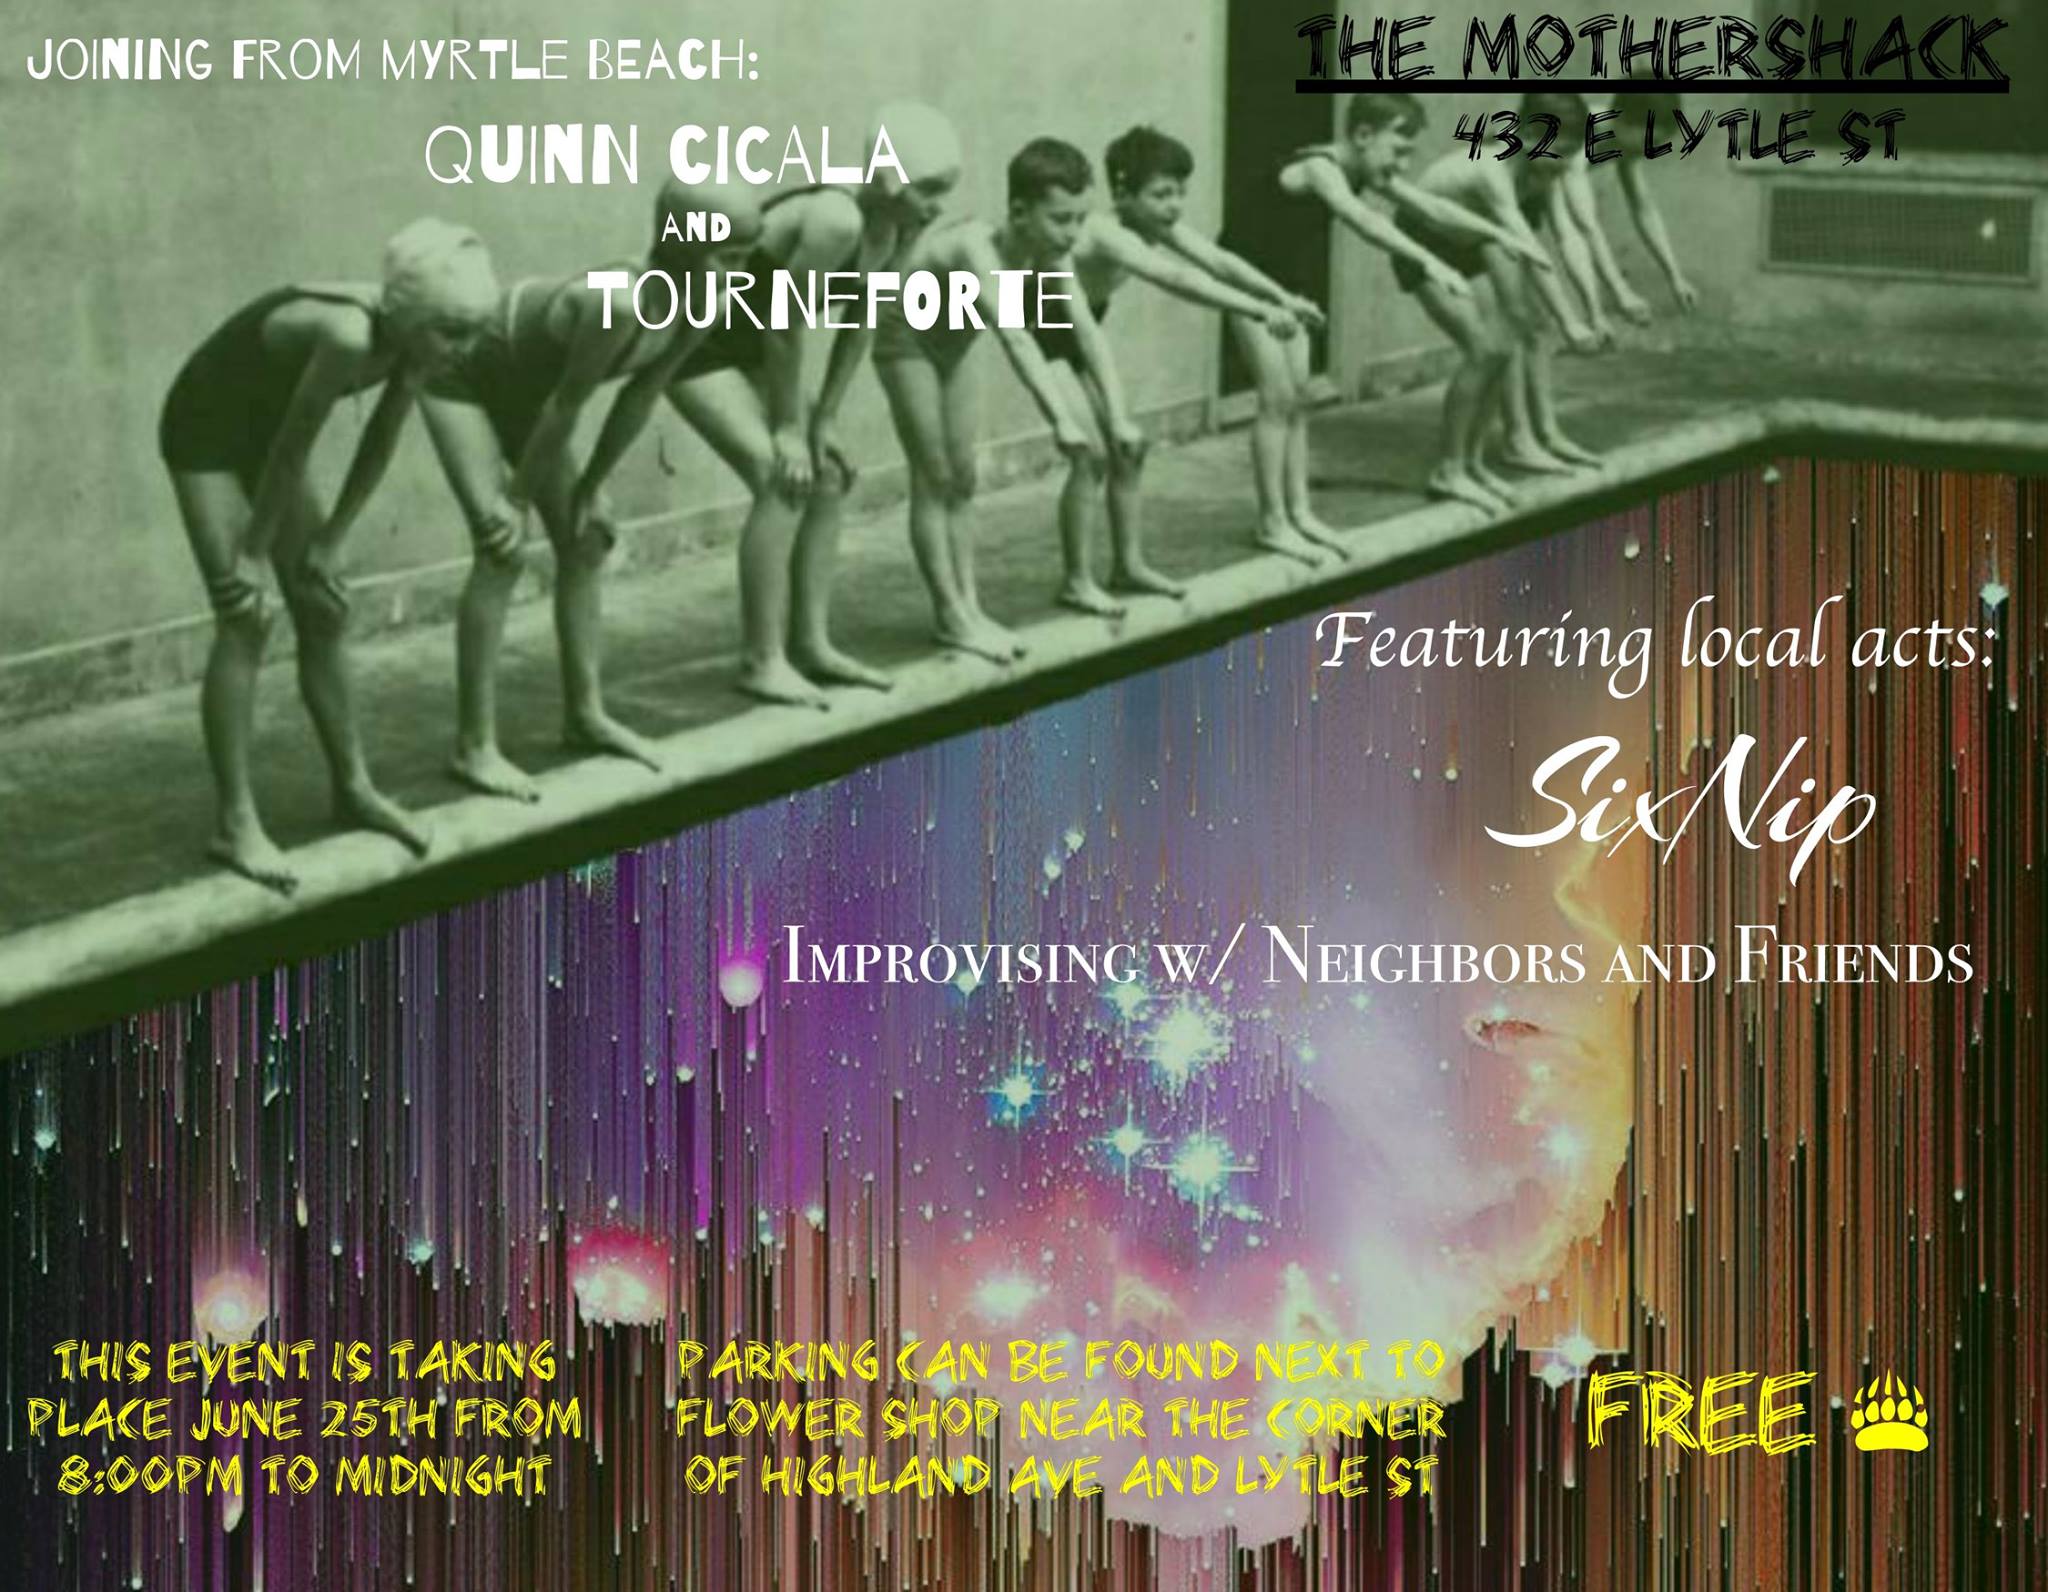 JOINING FROM MYRTLE BEACH:
QUINN CICALA
AND
TOURNEFORTE
THE MOTHERSHACK
432 E LYTLE ST
Featuring local acts:
SixNip
IMPROVISING W/ NEIGHBORS AND FRIENDS
THIS EVENT IS TAKING
PLACE JUNE 25TH FROM
8:00PM TO MIDNIGHT
PARKING CAN BE FOUND NEXT TO
FLOWER SHOP NEAR THE CORNER
OF HIGHLAND AVE AND LYTLE ST
FREE